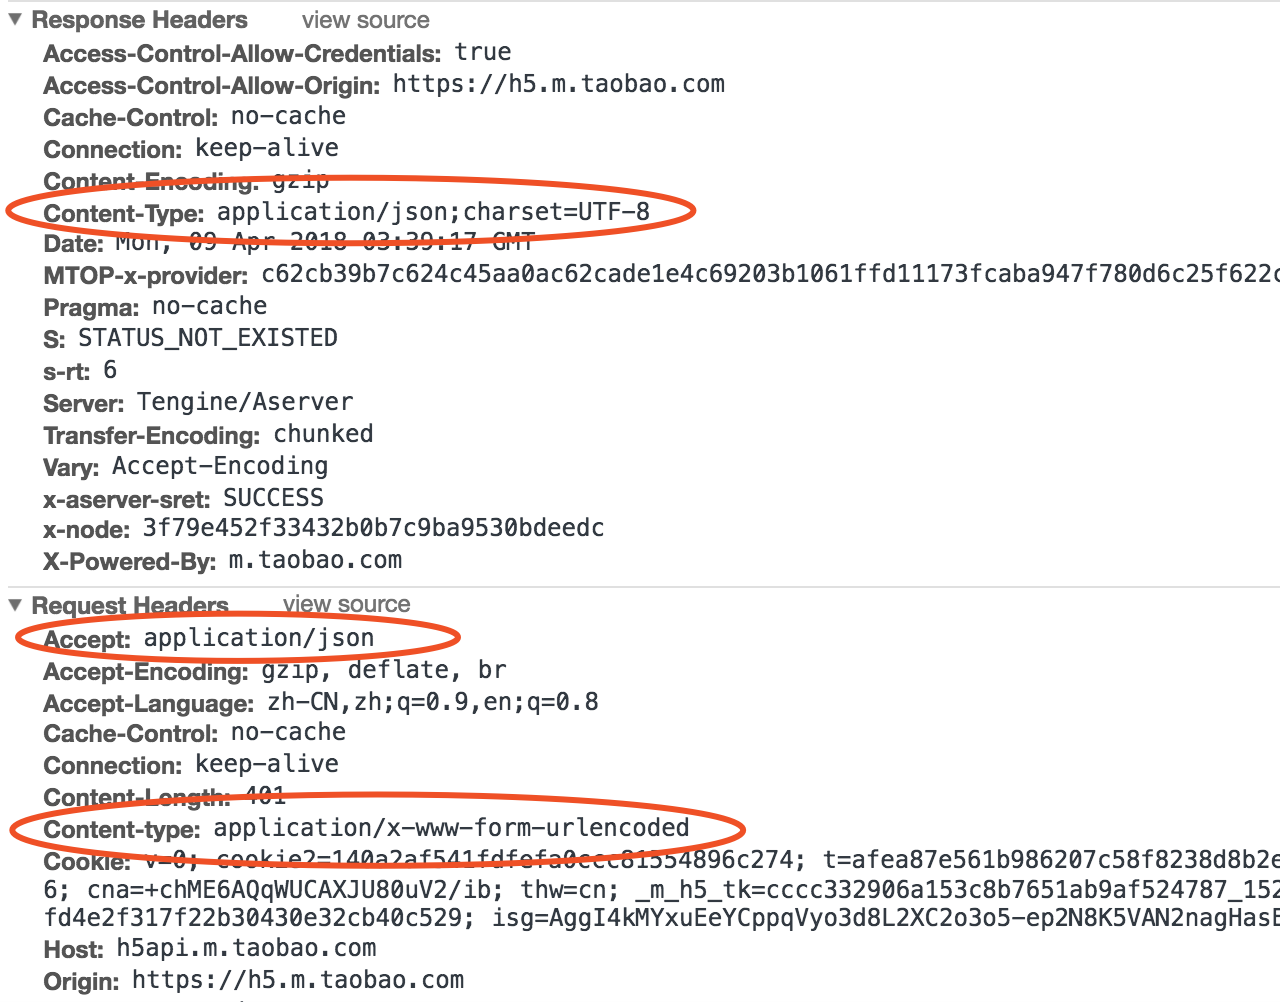 ▼ Response Headers view source
Access-Control-Allow-Credentials: true
Access-Control-Allow-Origin: https://h5.m.taobao.com
Cache-Control: no-cache
Connection: keep-alive
Content-Encoding: gzip
Content-Type: application/json;charset=UTF-8
Date: Mon, 09 Apr 2018 03:39:17 GMT
MTOP-x-provider: c62cb39b7c624c45aa0ac62cade1e4c69203b1061ffd11173fcaba947f780d6c25f622c
Pragma: no-cache
S: STATUS_NOT_EXISTED
s-rt: 6
Server: Tengine/Aserver
Transfer-Encoding: chunked
Vary: Accept-Encoding
x-aserver-sret: SUCCESS
x-node: 3f79e452f33432b0b7c9ba9530bdeedc
X-Powered-By: m.taobao.com
▼ Request Headers view source
Accept: application/json
Accept-Encoding: gzip, deflate, br
Accept-Language: zh-CN,zh;q=0.9,en;q=0.8
Cache-Control: no-cache
Connection: keep-alive
Content-Length: 401
Content-type: application/x-www-form-urlencoded
Cookie: v=0; cookie2=140a2af541fdfefa0ccc81554896c274; t=afea87e561b986207c58f8238d8b2e
6; cna=+chME6AQqWUCAXJU80uV2/ib; thw=cn; _m_h5_tk=cccc332906a153c8b7651ab9af524787_152
fd4e2f317f22b30430e32cb40c529; isg=AggI4kMYxuEeYCppqVyo3d8L2XC2o3o5-ep2N8K5VAN2nagHasE
Host: h5api.m.taobao.com
Origin: https://h5.m.taobao.com